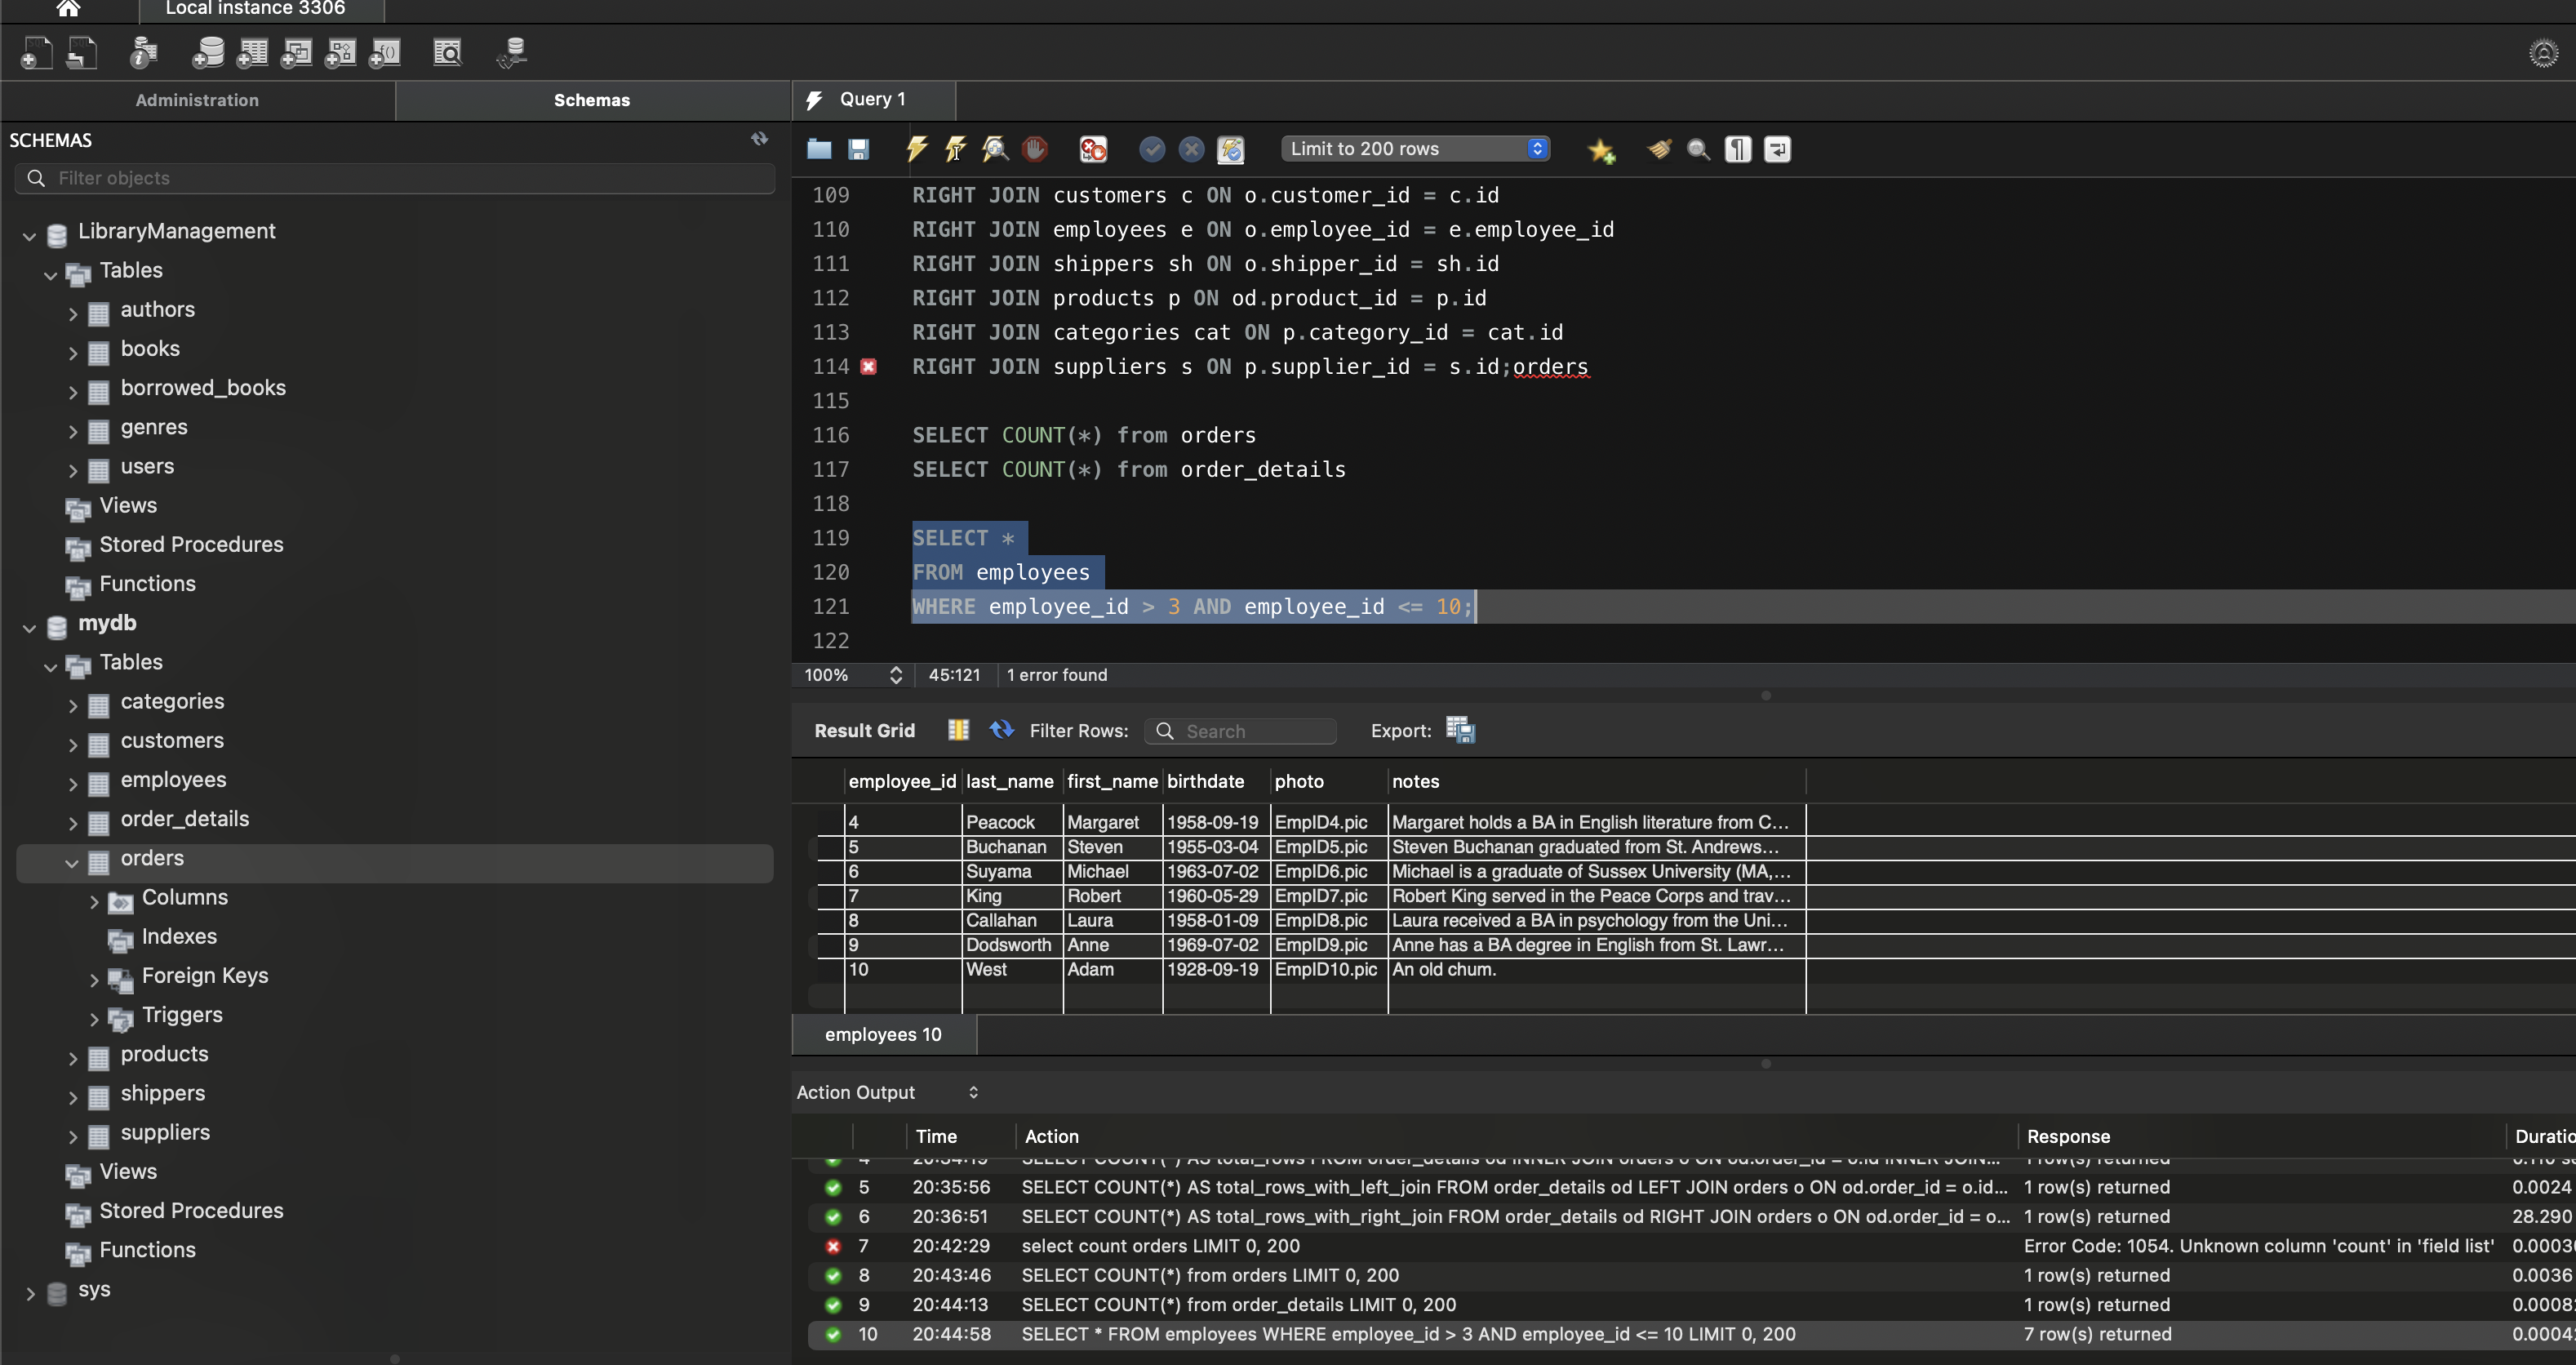 Local instance 3306
Administration
Schemas
Query 1
SCHEMAS
Filter objects
Limit to 200 rows
LibraryManagement
Tables
authors
books
borrowed_books
genres
users
Views
Stored Procedures
Functions
mydb
Tables
categories
customers
employees
order_details
orders
Columns
Indexes
Foreign Keys
Triggers
products
shippers
suppliers
Views
Stored Procedures
Functions
sys
109 RIGHT JOIN customers c ON o.customer_id = c.id
110 RIGHT JOIN employees e ON o.employee_id = e.employee_id
111 RIGHT JOIN shippers sh ON o.shipper_id = sh.id
112 RIGHT JOIN products p ON od.product_id = p.id
113 RIGHT JOIN categories cat ON p.category_id = cat.id
114 RIGHT JOIN suppliers s ON p.supplier_id = s.id;orders
115
116 SELECT COUNT(*) from orders
117 SELECT COUNT(*) from order_details
118
119 SELECT *
120 FROM employees
121 WHERE employee_id > 3 AND employee_id <= 10;
122
100% 45:121 1 error found
Result Grid Filter Rows: Search Export:
employee_id last_name first_name birthdate photo notes
4 Peacock Margaret 1958-09-19 EmpID4.pic Margaret holds a BA in English literature from C...
5 Buchanan Steven 1955-03-04 EmpID5.pic Steven Buchanan graduated from St. Andrews...
6 Suyama Michael 1963-07-02 EmpID6.pic Michael is a graduate of Sussex University (MA,...
7 King Robert 1960-05-29 EmpID7.pic Robert King served in the Peace Corps and trav...
8 Callahan Laura 1958-01-09 EmpID8.pic Laura received a BA in psychology from the Uni...
9 Dodsworth Anne 1969-07-02 EmpID9.pic Anne has a BA degree in English from St. Lawr...
10 West Adam 1928-09-19 EmpID10.pic An old chum.
employees 10
Action Output
Time Action Response Duratio
5 20:35:56 SELECT COUNT(*) AS total_rows_with_left_join FROM order_details od LEFT JOIN orders o ON od.order_id = o.id... 1 row(s) returned 0.0024
6 20:36:51 SELECT COUNT(*) AS total_rows_with_right_join FROM order_details od RIGHT JOIN orders o ON od.order_id = o... 1 row(s) returned 28.290
7 20:42:29 select count orders LIMIT 0, 200 Error Code: 1054. Unknown column 'count' in 'field list' 0.0003
8 20:43:46 SELECT COUNT(*) from orders LIMIT 0, 200 1 row(s) returned 0.0036
9 20:44:13 SELECT COUNT(*) from order_details LIMIT 0, 200 1 row(s) returned 0.0008
10 20:44:58 SELECT * FROM employees WHERE employee_id > 3 AND employee_id <= 10 LIMIT 0, 200 7 row(s) returned 0.0004